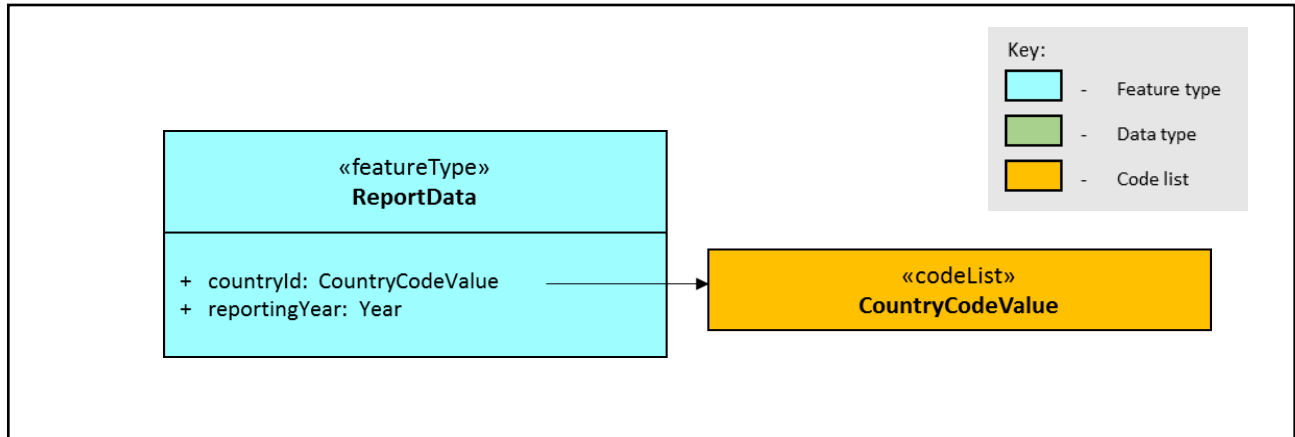 Key:
- Feature type
- Data type
- Code list
«featureType»
ReportData
+ countryId: CountryCodeValue
+ reportingYear: Year
«codeList»
CountryCodeValue